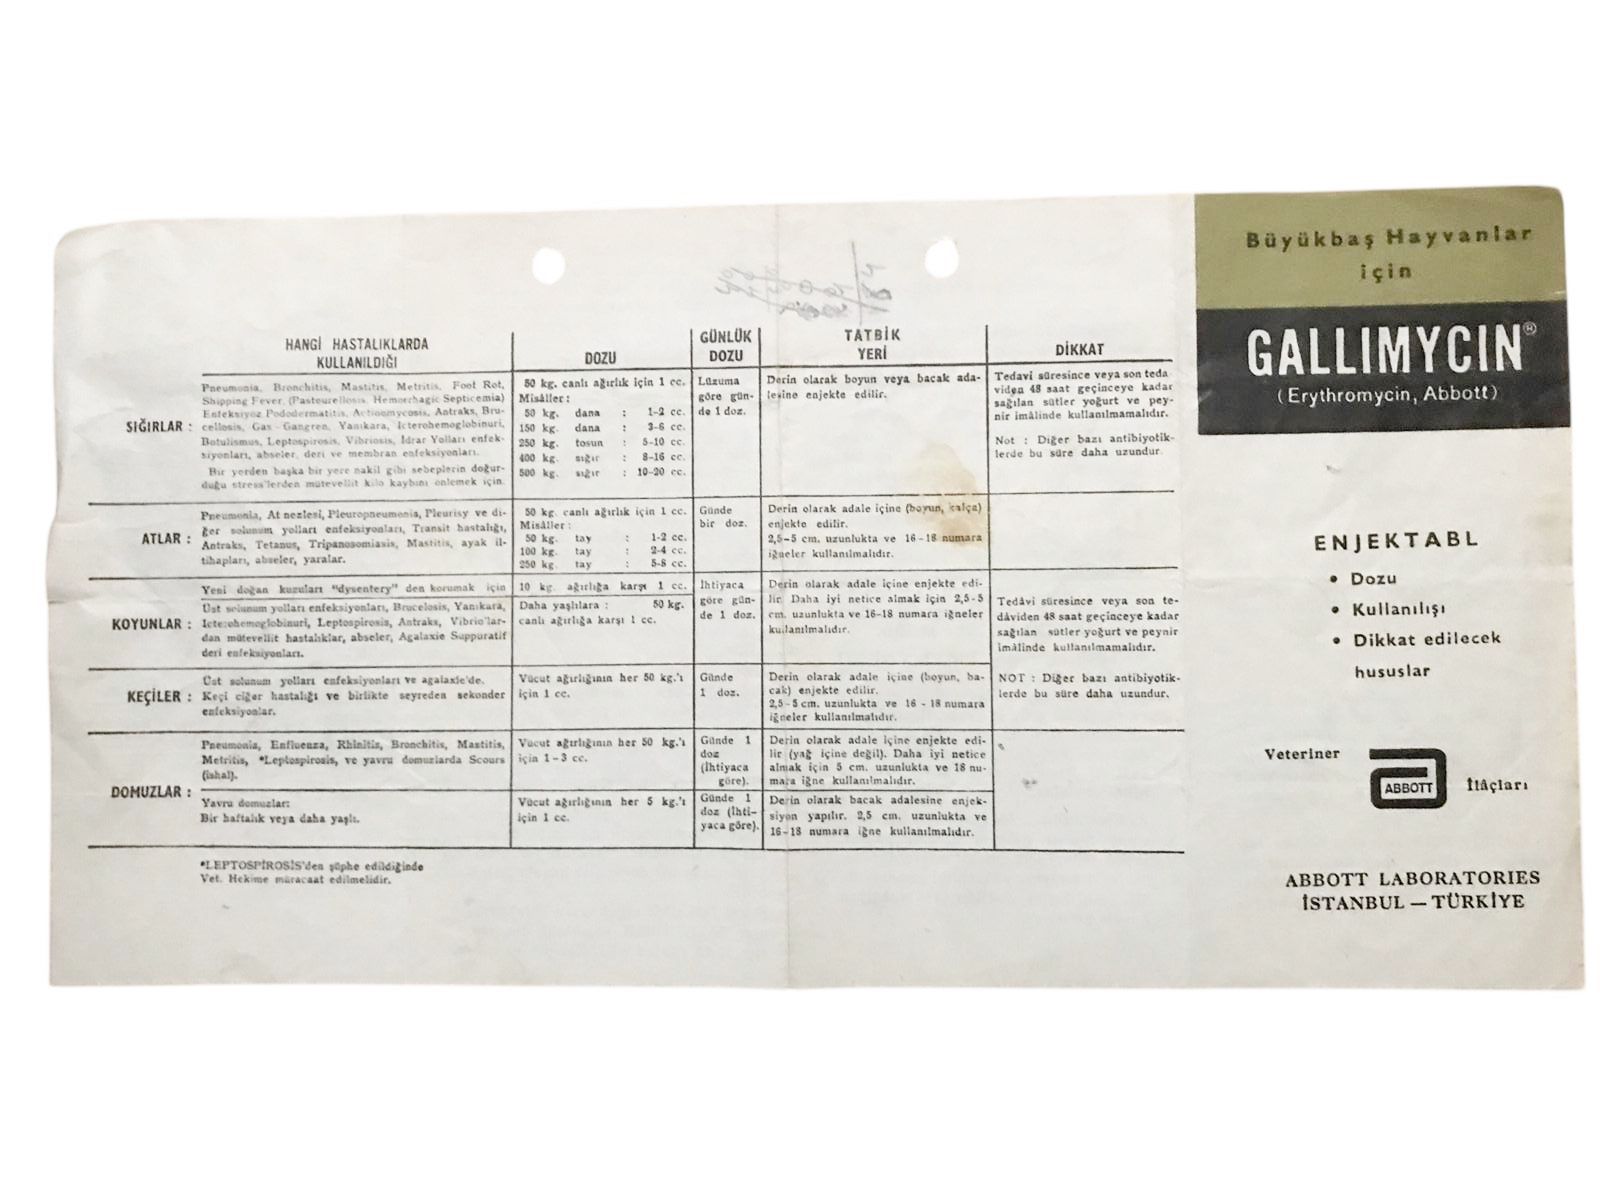 HANGİ HASTALIKLARDA
KULLANILDIĞI
DOZU
GÜNLÜK
DOZU
TATBİK
YERİ
DİKKAT
SIĞIRLAR :
Pneumonia, Bronchitis, Mastitis, Metritis, Foot Rot,
Shipping Fever, (Pastourellosis, Hemorrhagic Septicemia)
Enfeksiyöz Pododermatitis, Actinomycosis, Antraks, Bru-
cellosis, Gas - Gangren, Yanıkara, Icterohemoglobinuri,
Botulismus, Leptospirosis, Vibriosis, İdrar Yolları enfek-
siyonları, abseler, deri ve membran enfeksiyonları.
Bir yerden başka bir yere nakil gibi sebeplerin doğur-
duğu stress'lerden mütevellit kilo kaybını önlemek için.
50 kg. canlı ağırlık için 1 cc.
Misâller :
50 kg. dana : 1-2 cc.
150 kg. dana : 3-6 cc.
250 kg. tosun : 5-10 cc.
400 kg. sığır : 8-16 cc.
500 kg. sığır : 10-20 cc.
Lüzuma
göre gün-
de 1 doz.
Derin olarak boyun veya bacak ada-
lesine enjekte edilir.
Tedavi süresince veya son teda
viden 48 saat geçinceye kadar
sağılan sütler yoğurt ve pey-
nir imâlinde kullanılmamalıdır.
Not : Diğer bazı antibiyotik-
lerde bu süre daha uzundur.
ATLAR :
Pneumonia, At nezlesi, Pleuropneumonia, Pleurisy ve di-
ğer solunum yolları enfeksiyonları, Transit hastalığı,
Antraks, Tetanus, Tripanosomiasis, Mastitis, ayak il-
tihapları, abseler, yaralar.
50 kg. canlı ağırlık için 1 cc.
Misâller :
50 kg. tay : 1-2 cc.
100 kg. tay : 2-4 cc.
250 kg. tay : 5-8 cc.
Günde
bir doz.
Derin olarak adale içine (boyun, kalça)
enjekte edilir.
2,5-5 cm. uzunlukta ve 16-18 numara
iğneler kullanılmalıdır.
KOYUNLAR :
Yeni doğan kuzuları "dysentery" den korumak için
Üst solunum yolları enfeksiyonları, Brucelosis, Yanıkara,
Icterohemoglobinuri, Leptospirosis, Antraks, Vibrio'lar-
dan mütevellit hastalıklar, abseler, Agalaxie Suppuratif
deri enfeksiyonları.
10 kg. ağırlığa karşı 1 cc.
Daha yaşlılara : 50 kg.
canlı ağırlığa karşı 1 cc.
İhtiyaca
göre gün-
de 1 doz.
Derin olarak adale içine enjekte edi-
lir. Daha iyi netice almak için 2,5-5
cm. uzunlukta ve 16-18 numara iğneler
kullanılmalıdır.
Tedâvi süresince veya son te-
dâviden 48 saat geçinceye kadar
sağılan sütler yoğurt ve peynir
imâlinde kullanılmamalıdır.
NOT : Diğer bazı antibiyotik-
lerde bu süre daha uzundur.
KEÇİLER :
Üst solunum yolları enfeksiyonları ve agalaxie'de.
Keçi ciğer hastalığı ve birlikte seyreden sekonder
enfeksiyonlar.
Vücut ağırlığının her 50 kg.'ı
için 1 cc.
Günde
1 doz.
Derin olarak adale içine (boyun, ba-
cak) enjekte edilir.
2,5-5 cm. uzunlukta ve 16 - 18 numara
iğneler kullanılmalıdır.
DOMUZLAR :
Pneumonia, Enfluenza, Rhinitis, Bronchitis, Mastitis,
Metritis, *Leptospirosis, ve yavru domuzlarda Scours
(ishal).
Vücut ağırlığının her 50 kg.'ı
için 1-3 cc.
Günde 1
doz
(İhtiyaca
göre).
Derin olarak adale içine enjekte edi-
lir (yağ içine değil). Daha iyi netice
almak için 5 cm. uzunlukta ve 18 nu-
mara iğne kullanılmalıdır.
Yavru domuzlar:
Bir haftalık veya daha yaşlı.
Vücut ağırlığının her 5 kg.'ı
için 1 cc.
Günde 1
doz (İhti-
yaca göre).
Derin olarak bacak adalesine enjek-
siyon yapılır. 2,5 cm. uzunlukta ve
16-18 numara iğne kullanılmalıdır.
*LEPTOSPİROSİS'den şüphe edildiğinde
Vet. Hekime müracaat edilmelidir.
Büyükbaş Hayvanlar
için
GALLIMYCIN®
(Erythromycin, Abbott)
ENJEKTABL
• Dozu
• Kullanılışı
• Dikkat edilecek
hususlar
Veteriner
ABBOTT
İlâçları
ABBOTT LABORATORIES
İSTANBUL — TÜRKİYE